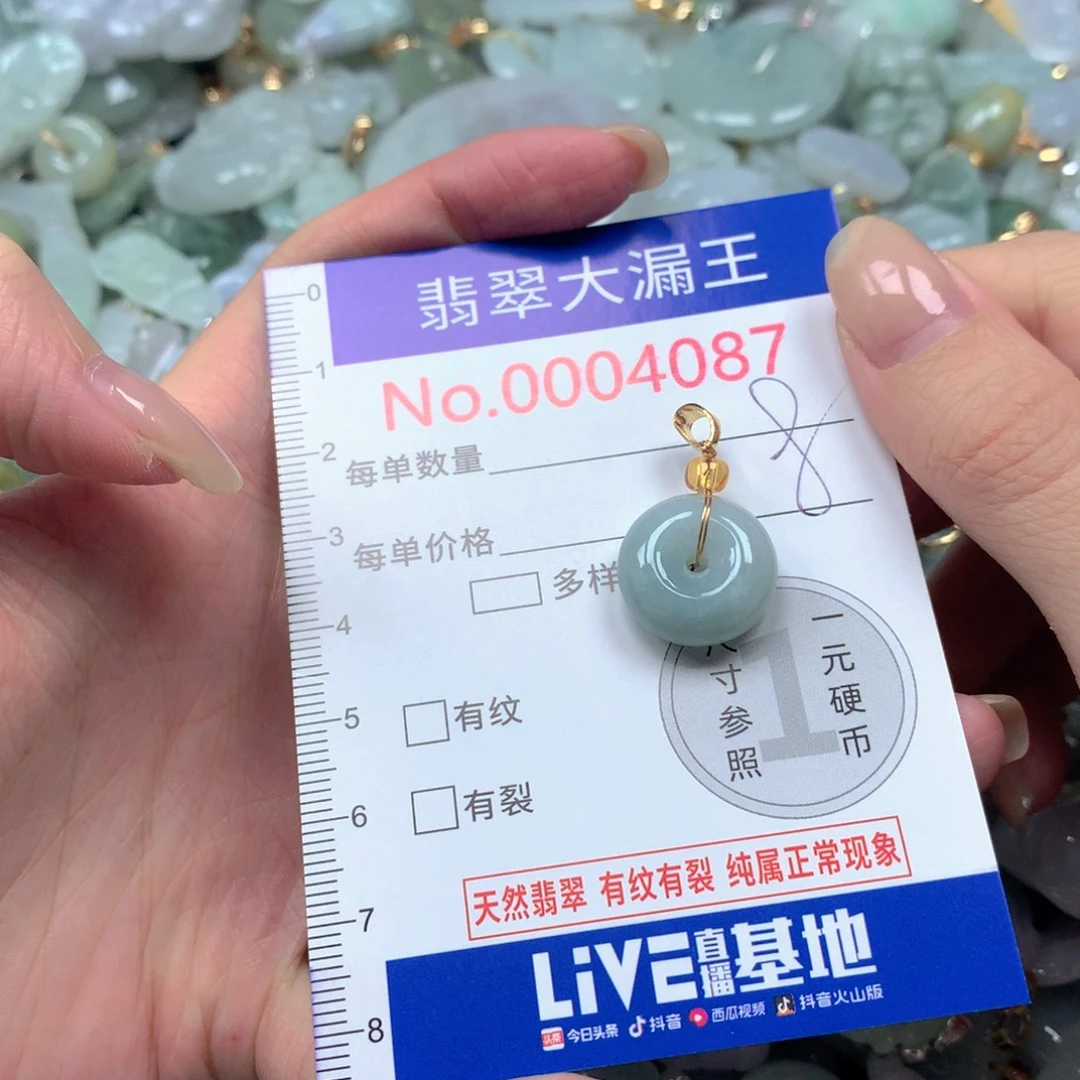 翡翠大漏王
No.0004087
每单数量
8
每单价格
多样
一元硬币
尺寸参照
1
有纹
有裂
天然翡翠 有纹有裂 纯属正常现象
LiVE直播基地
头条 今日头条 抖音 西瓜视频 抖音火山版
0
1
2
3
4
5
6
7
8